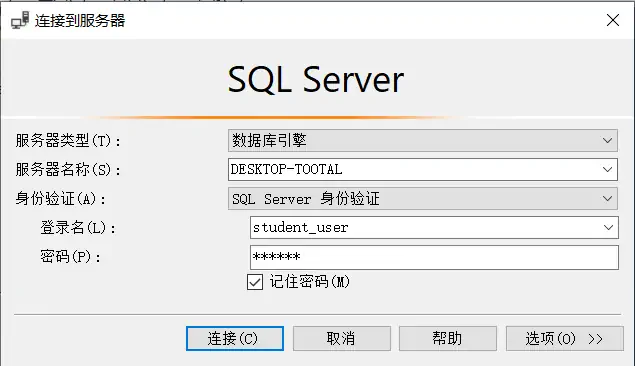 连接到服务器
SQL Server
服务器类型(T): 数据库引擎
服务器名称(S): DESKTOP-TOOTAL
身份验证(A): SQL Server 身份验证
登录名(L): student_user
密码(P): ******
记住密码(M)
连接(C) 取消 帮助 选项(O) >>